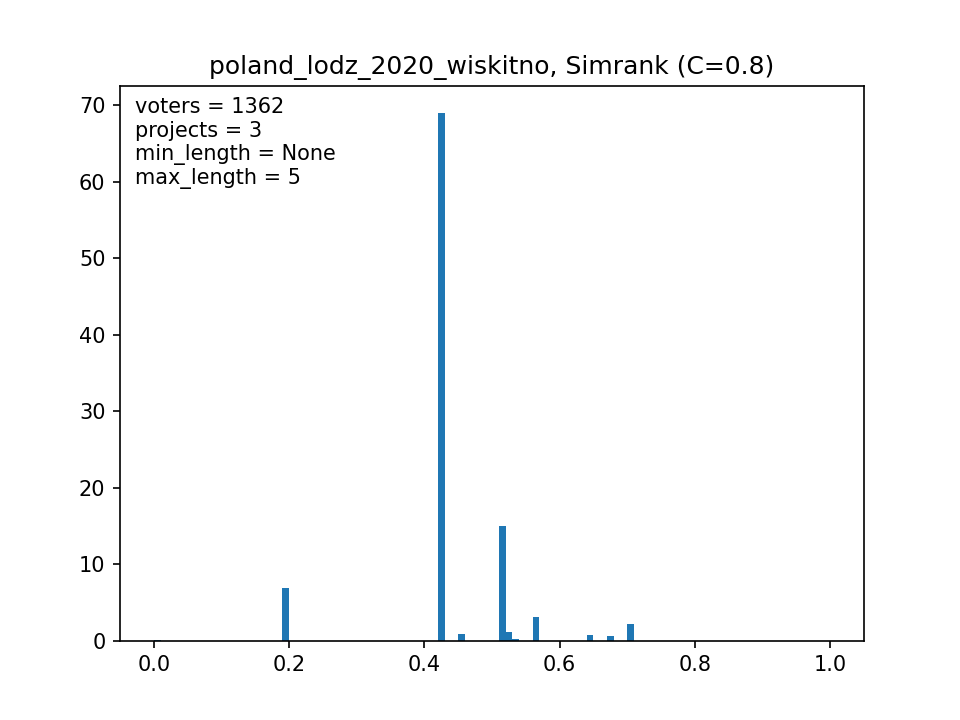 poland_lodz_2020_wiskitno, Simrank (C=0.8)
voters = 1362
projects = 3
min_length = None
max_length = 5
70
60
50
40
30
20
10
0
0.0 0.2 0.4 0.6 0.8 1.0